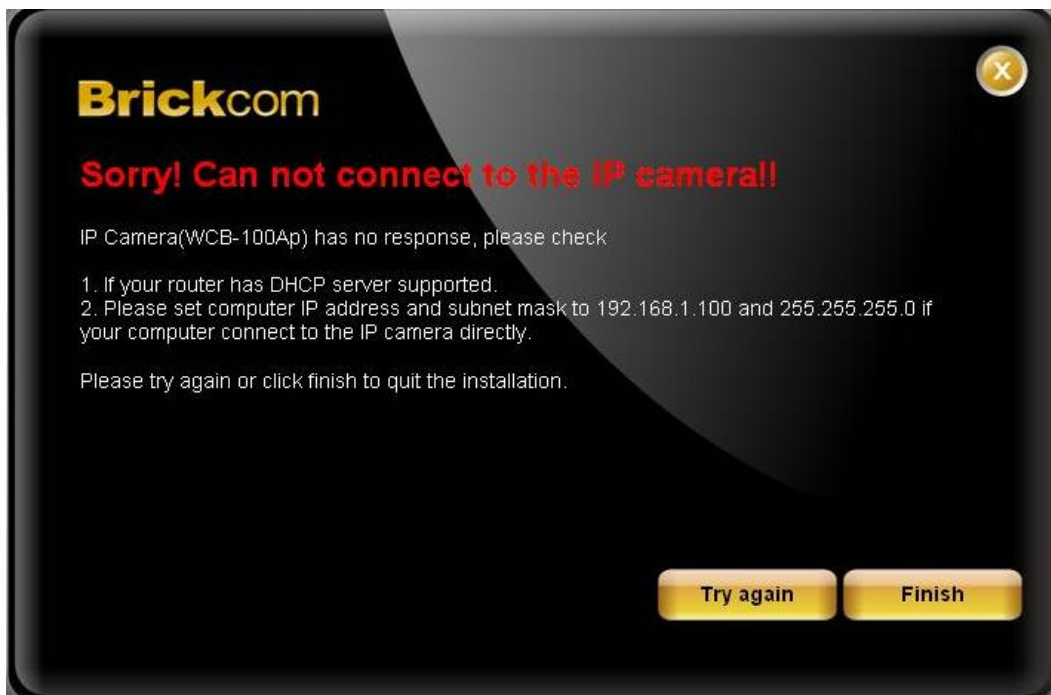 Brickcom
X
Sorry! Can not connect to the IP camera!!
IP Camera(WCB-100Ap) has no response, please check
1. If your router has DHCP server supported.
2. Please set computer IP address and subnet mask to 192.168.1.100 and 255.255.255.0 if
your computer connect to the IP camera directly.
Please try again or click finish to quit the installation.
Try again
Finish